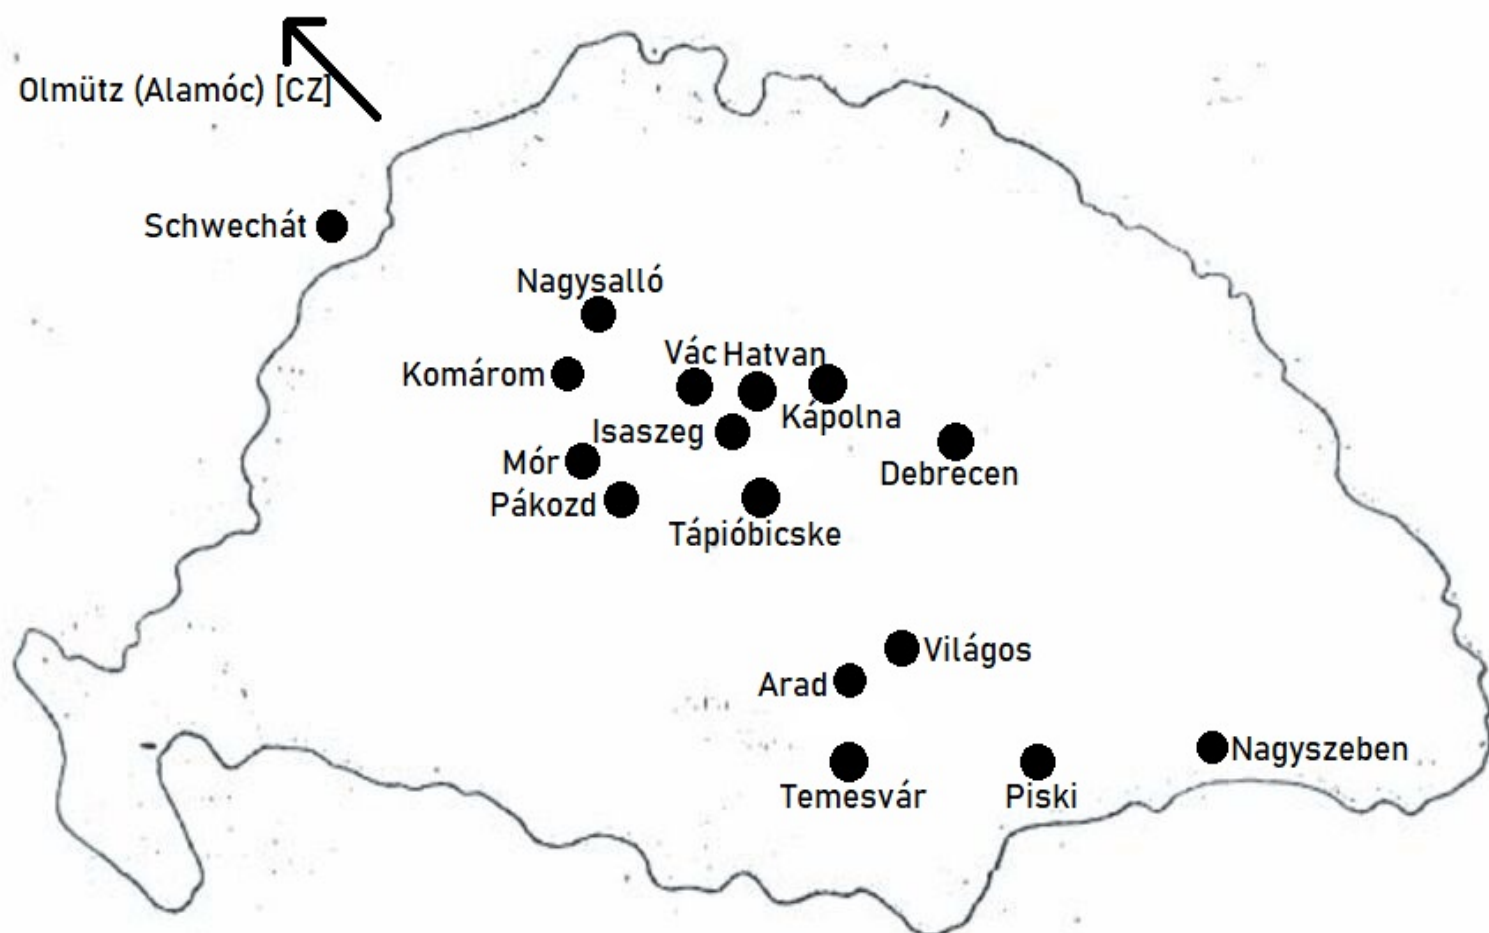 Olmütz (Alamóc) [CZ]
Schwechát
Nagysalló
Vác
Hatvan
Komárom
Kápolna
Isaszeg
Mór
Debrecen
Pákozd
Tápióbicske
Világos
Arad
Nagyszeben
Temesvár
Piski